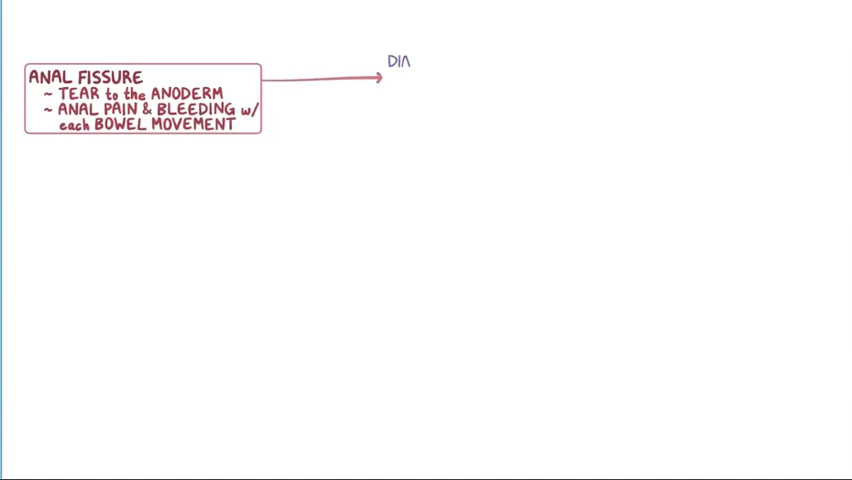 ANAL FISSURE
~ TEAR to the ANODERM
~ ANAL PAIN & BLEEDING w/
each BOWEL MOVEMENT
DIA